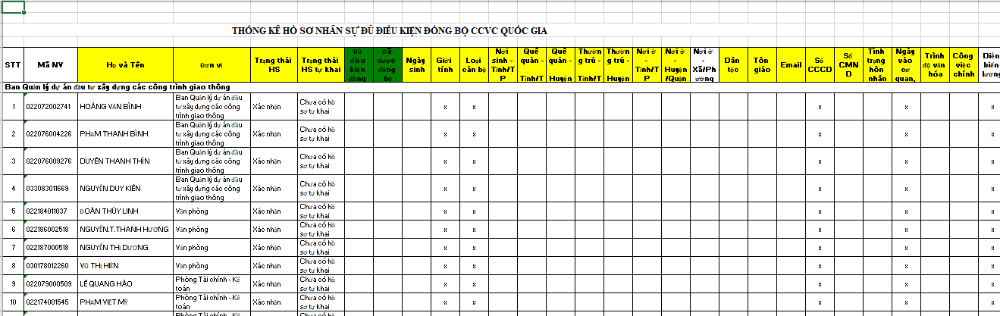 THỐNG KÊ HỒ SƠ NHÂN SỰ ĐỦ ĐIỀU KIỆN ĐỒNG BỘ CCVC QUỐC GIA
STT Mã NV Họ và Tên Đơn vị Trạng thái HS Trạng thái HS tự khai Đủ điều kiện đồng Đã được đồng bộ Ngày sinh Giới tính Loại cán bộ Nơi sinh - Tỉnh/TP Quê quán - Tỉnh/T Quê quán - Huyện Thường trú - Tỉnh/T Thường trú - Huyện Nơi ở - Tỉnh/TP Nơi ở - Huyện/Quận Nơi ở - Xã/Phường Dân tộc Tôn giáo Email Số CCCD Số CMND Tình trạng hôn nhân Ngày vào cơ quan, Trình độ văn hóa Công việc chính Diễn biến lương
Ban Quản lý dự án đầu tư xây dựng các công trình giao thông
1 022072002741 HOÀNG VĂN BÌNH Ban Quản lý dự án đầu tư xây dựng các công trình giao thông Xác nhận Chưa có hồ sơ tự khai x x x x x
2 022076004226 PHẠM THANH BÌNH Ban Quản lý dự án đầu tư xây dựng các công trình giao thông Xác nhận Chưa có hồ sơ tự khai x x x x x
3 022076009276 DUYÊN THANH THÌN Ban Quản lý dự án đầu tư xây dựng các công trình giao thông Xác nhận Chưa có hồ sơ tự khai x x x x x
4 033083011669 NGUYỄN DUY KIÊN Ban Quản lý dự án đầu tư xây dựng các công trình giao thông Xác nhận Chưa có hồ sơ tự khai x x x x x
5 022184011037 ĐOÀN THÙY LINH Văn phòng Xác nhận Chưa có hồ sơ tự khai x x x x x
6 022186002518 NGUYỄN.T.THANH HƯƠNG Văn phòng Xác nhận Chưa có hồ sơ tự khai x x x x x
7 022187000518 NGUYỄN THỊ DƯƠNG Văn phòng Xác nhận Chưa có hồ sơ tự khai x x x x x
8 030178012260 VŨ THỊ HIỀN Văn phòng Xác nhận Chưa có hồ sơ tự khai x x x x x
9 022079000509 LÊ QUANG HÀO Phòng Tài chính - Kế toán Xác nhận Chưa có hồ sơ tự khai x x x x x
10 022174001545 PHẠM VIỆT MỸ Phòng Tài chính - Kế toán Xác nhận Chưa có hồ sơ tự khai x x x x x